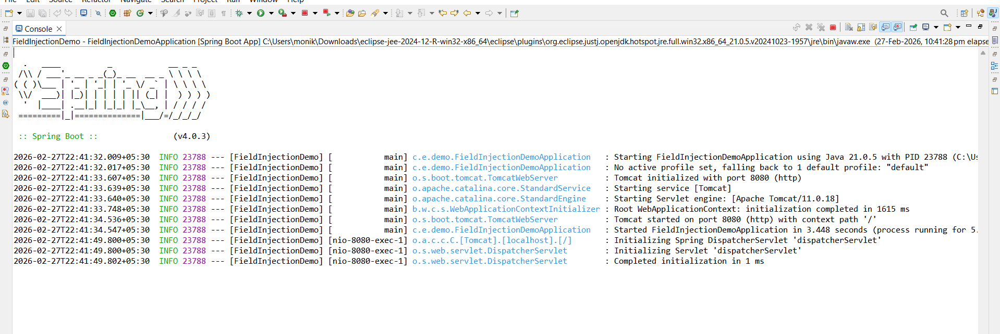 File Edit Source Refactor Navigate Search Project Run Window Help
Console
FieldInjectionDemo - FieldInjectionDemoApplication [Spring Boot App] C:\Users\monik\Downloads\eclipse-jee-2024-12-R-win32-x86_64\eclipse\plugins\org.eclipse.justj.openjdk.hotspot.jre.full.win32.x86_64_21.0.5.v20241023-1957\jre\bin\javaw.exe (27-Feb-2026, 10:41:28 pm elapse
  .   ____          _            __ _ _
 /\\ / ___'_ __ _ _(_)_ __  __ _ \ \ \ \
( ( )\___ | '_ | '_| | '_ \/ _` | \ \ \ \
 \\/  ___)| |_)| | | | | || (_| |  ) ) ) )
  '  |____| .__|_| |_|_| |_\__, | / / / /
 =========|_|==============|___/=/_/_/_/
:: Spring Boot ::                (v4.0.3)
2026-02-27T22:41:32.009+05:30  INFO 23788 --- [FieldInjectionDemo] [           main] c.e.demo.FieldInjectionDemoApplication   : Starting FieldInjectionDemoApplication using Java 21.0.5 with PID 23788 (C:\Us
2026-02-27T22:41:32.017+05:30  INFO 23788 --- [FieldInjectionDemo] [           main] c.e.demo.FieldInjectionDemoApplication   : No active profile set, falling back to 1 default profile: "default"
2026-02-27T22:41:33.607+05:30  INFO 23788 --- [FieldInjectionDemo] [           main] o.s.boot.tomcat.TomcatWebServer          : Tomcat initialized with port 8080 (http)
2026-02-27T22:41:33.639+05:30  INFO 23788 --- [FieldInjectionDemo] [           main] o.apache.catalina.core.StandardService   : Starting service [Tomcat]
2026-02-27T22:41:33.640+05:30  INFO 23788 --- [FieldInjectionDemo] [           main] o.apache.catalina.core.StandardEngine    : Starting Servlet engine: [Apache Tomcat/11.0.18]
2026-02-27T22:41:33.748+05:30  INFO 23788 --- [FieldInjectionDemo] [           main] b.w.c.s.WebApplicationContextInitializer : Root WebApplicationContext: initialization completed in 1615 ms
2026-02-27T22:41:34.536+05:30  INFO 23788 --- [FieldInjectionDemo] [           main] o.s.boot.tomcat.TomcatWebServer          : Tomcat started on port 8080 (http) with context path '/'
2026-02-27T22:41:34.547+05:30  INFO 23788 --- [FieldInjectionDemo] [           main] c.e.demo.FieldInjectionDemoApplication   : Started FieldInjectionDemoApplication in 3.448 seconds (process running for 5.
2026-02-27T22:41:49.800+05:30  INFO 23788 --- [FieldInjectionDemo] [nio-8080-exec-1] o.a.c.c.C.[Tomcat].[localhost].[/]       : Initializing Spring DispatcherServlet 'dispatcherServlet'
2026-02-27T22:41:49.800+05:30  INFO 23788 --- [FieldInjectionDemo] [nio-8080-exec-1] o.s.web.servlet.DispatcherServlet        : Initializing Servlet 'dispatcherServlet'
2026-02-27T22:41:49.802+05:30  INFO 23788 --- [FieldInjectionDemo] [nio-8080-exec-1] o.s.web.servlet.DispatcherServlet        : Completed initialization in 1 ms